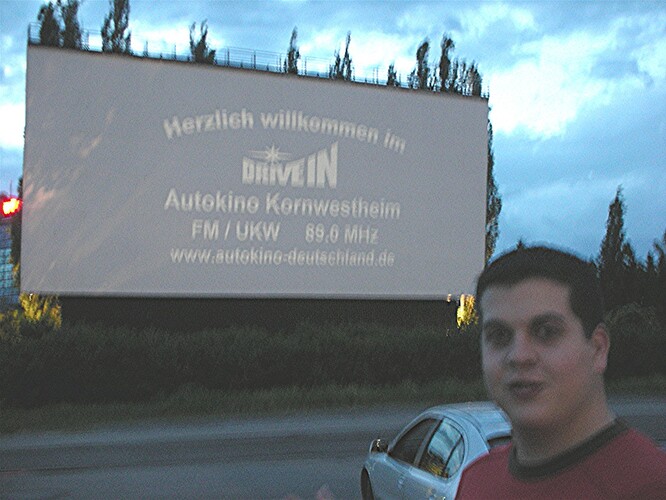 Herzlich willkommen im
DRIVE IN
Autokino Kornwestheim
FM / UKW 89.0 MHz
www.autokino-deutschland.de